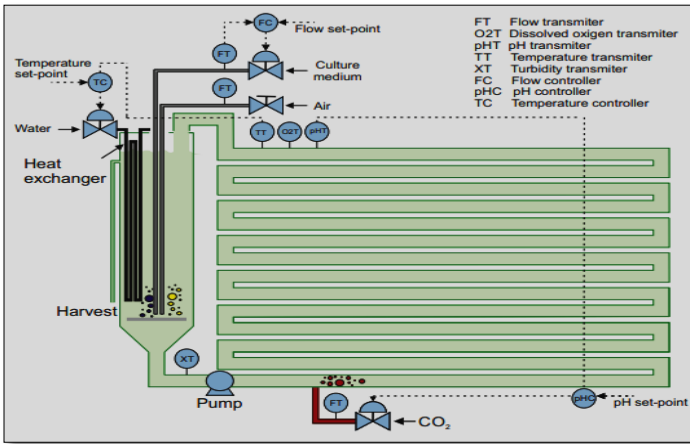 FC
Flow set-point
FT
Culture
medium
FT
Air
FT Flow transmiter
O2T Dissolved oxigen transmiter
pHT pH transmiter
TT Temperature transmiter
XT Turbidity transmiter
FC Flow controller
pHC pH controller
TC Temperature controller
Temperature
set-point
TC
Water
Heat
exchanger
TT
O2T
pHT
Harvest
XT
Pump
FT
CO₂
pHC
pH set-point